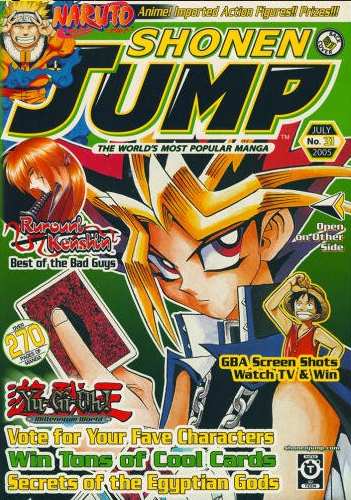 NARUTO
Anime! Imported Action Figures!! Prizes!!!
SHONEN
JUMP
TM
THE WORLD'S MOST POPULAR MANGA
JULY
No. 31
2005
Rurouni
Kenshin
Best of the Bad Guys
Open
on Other
Side
OVER
270
PAGES OF MANGA
GBA Screen Shots
Watch TV & Win
Yu-Gi-Oh!
Millennium World
Vote for Your Fave Characters
Win Tons of Cool Cards
Secrets of the Egyptian Gods
shonenjump.com
RATED
T
TEEN